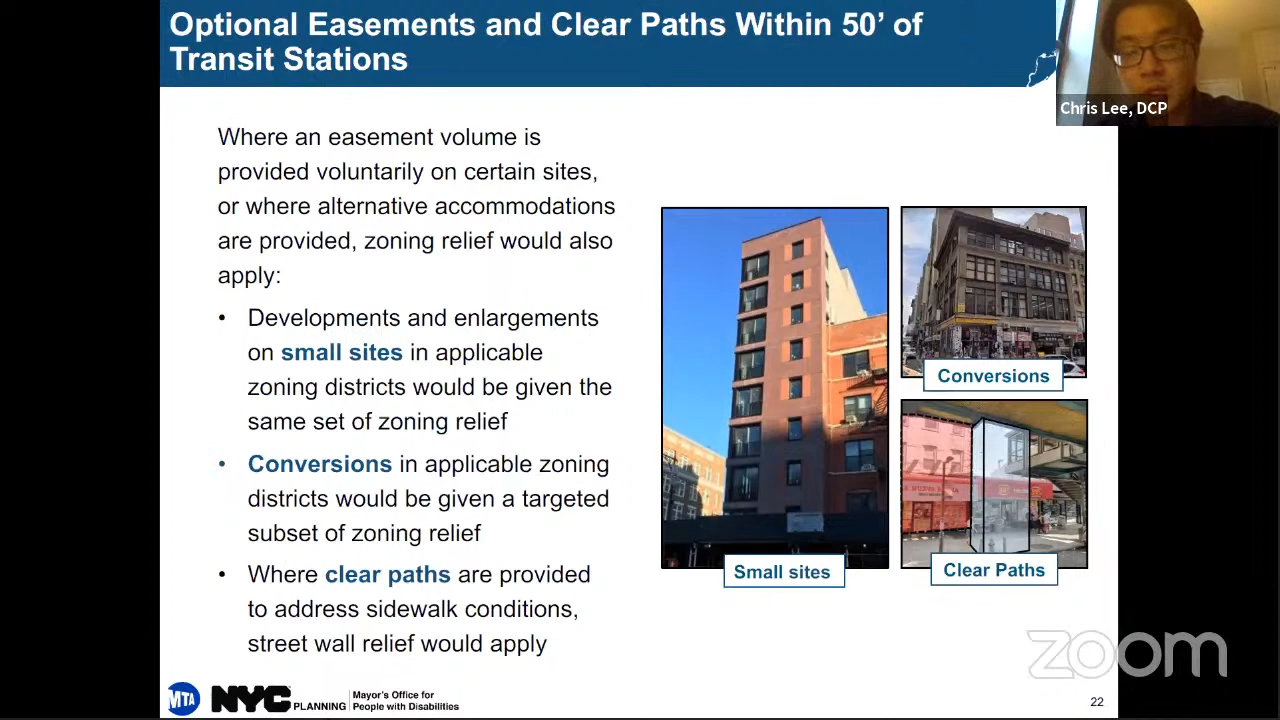 Optional Easements and Clear Paths Within 50’ of
Transit Stations
Chris Lee, DCP
Where an easement volume is
provided voluntarily on certain sites,
or where alternative accommodations
are provided, zoning relief would also
apply:
• Developments and enlargements
on small sites in applicable
zoning districts would be given the
same set of zoning relief
• Conversions in applicable zoning
districts would be given a targeted
subset of zoning relief
• Where clear paths are provided
to address sidewalk conditions,
street wall relief would apply
Small sites
Conversions
Clear Paths
zoom
MTA
NYC PLANNING
Mayor's Office for
People with Disabilities
22